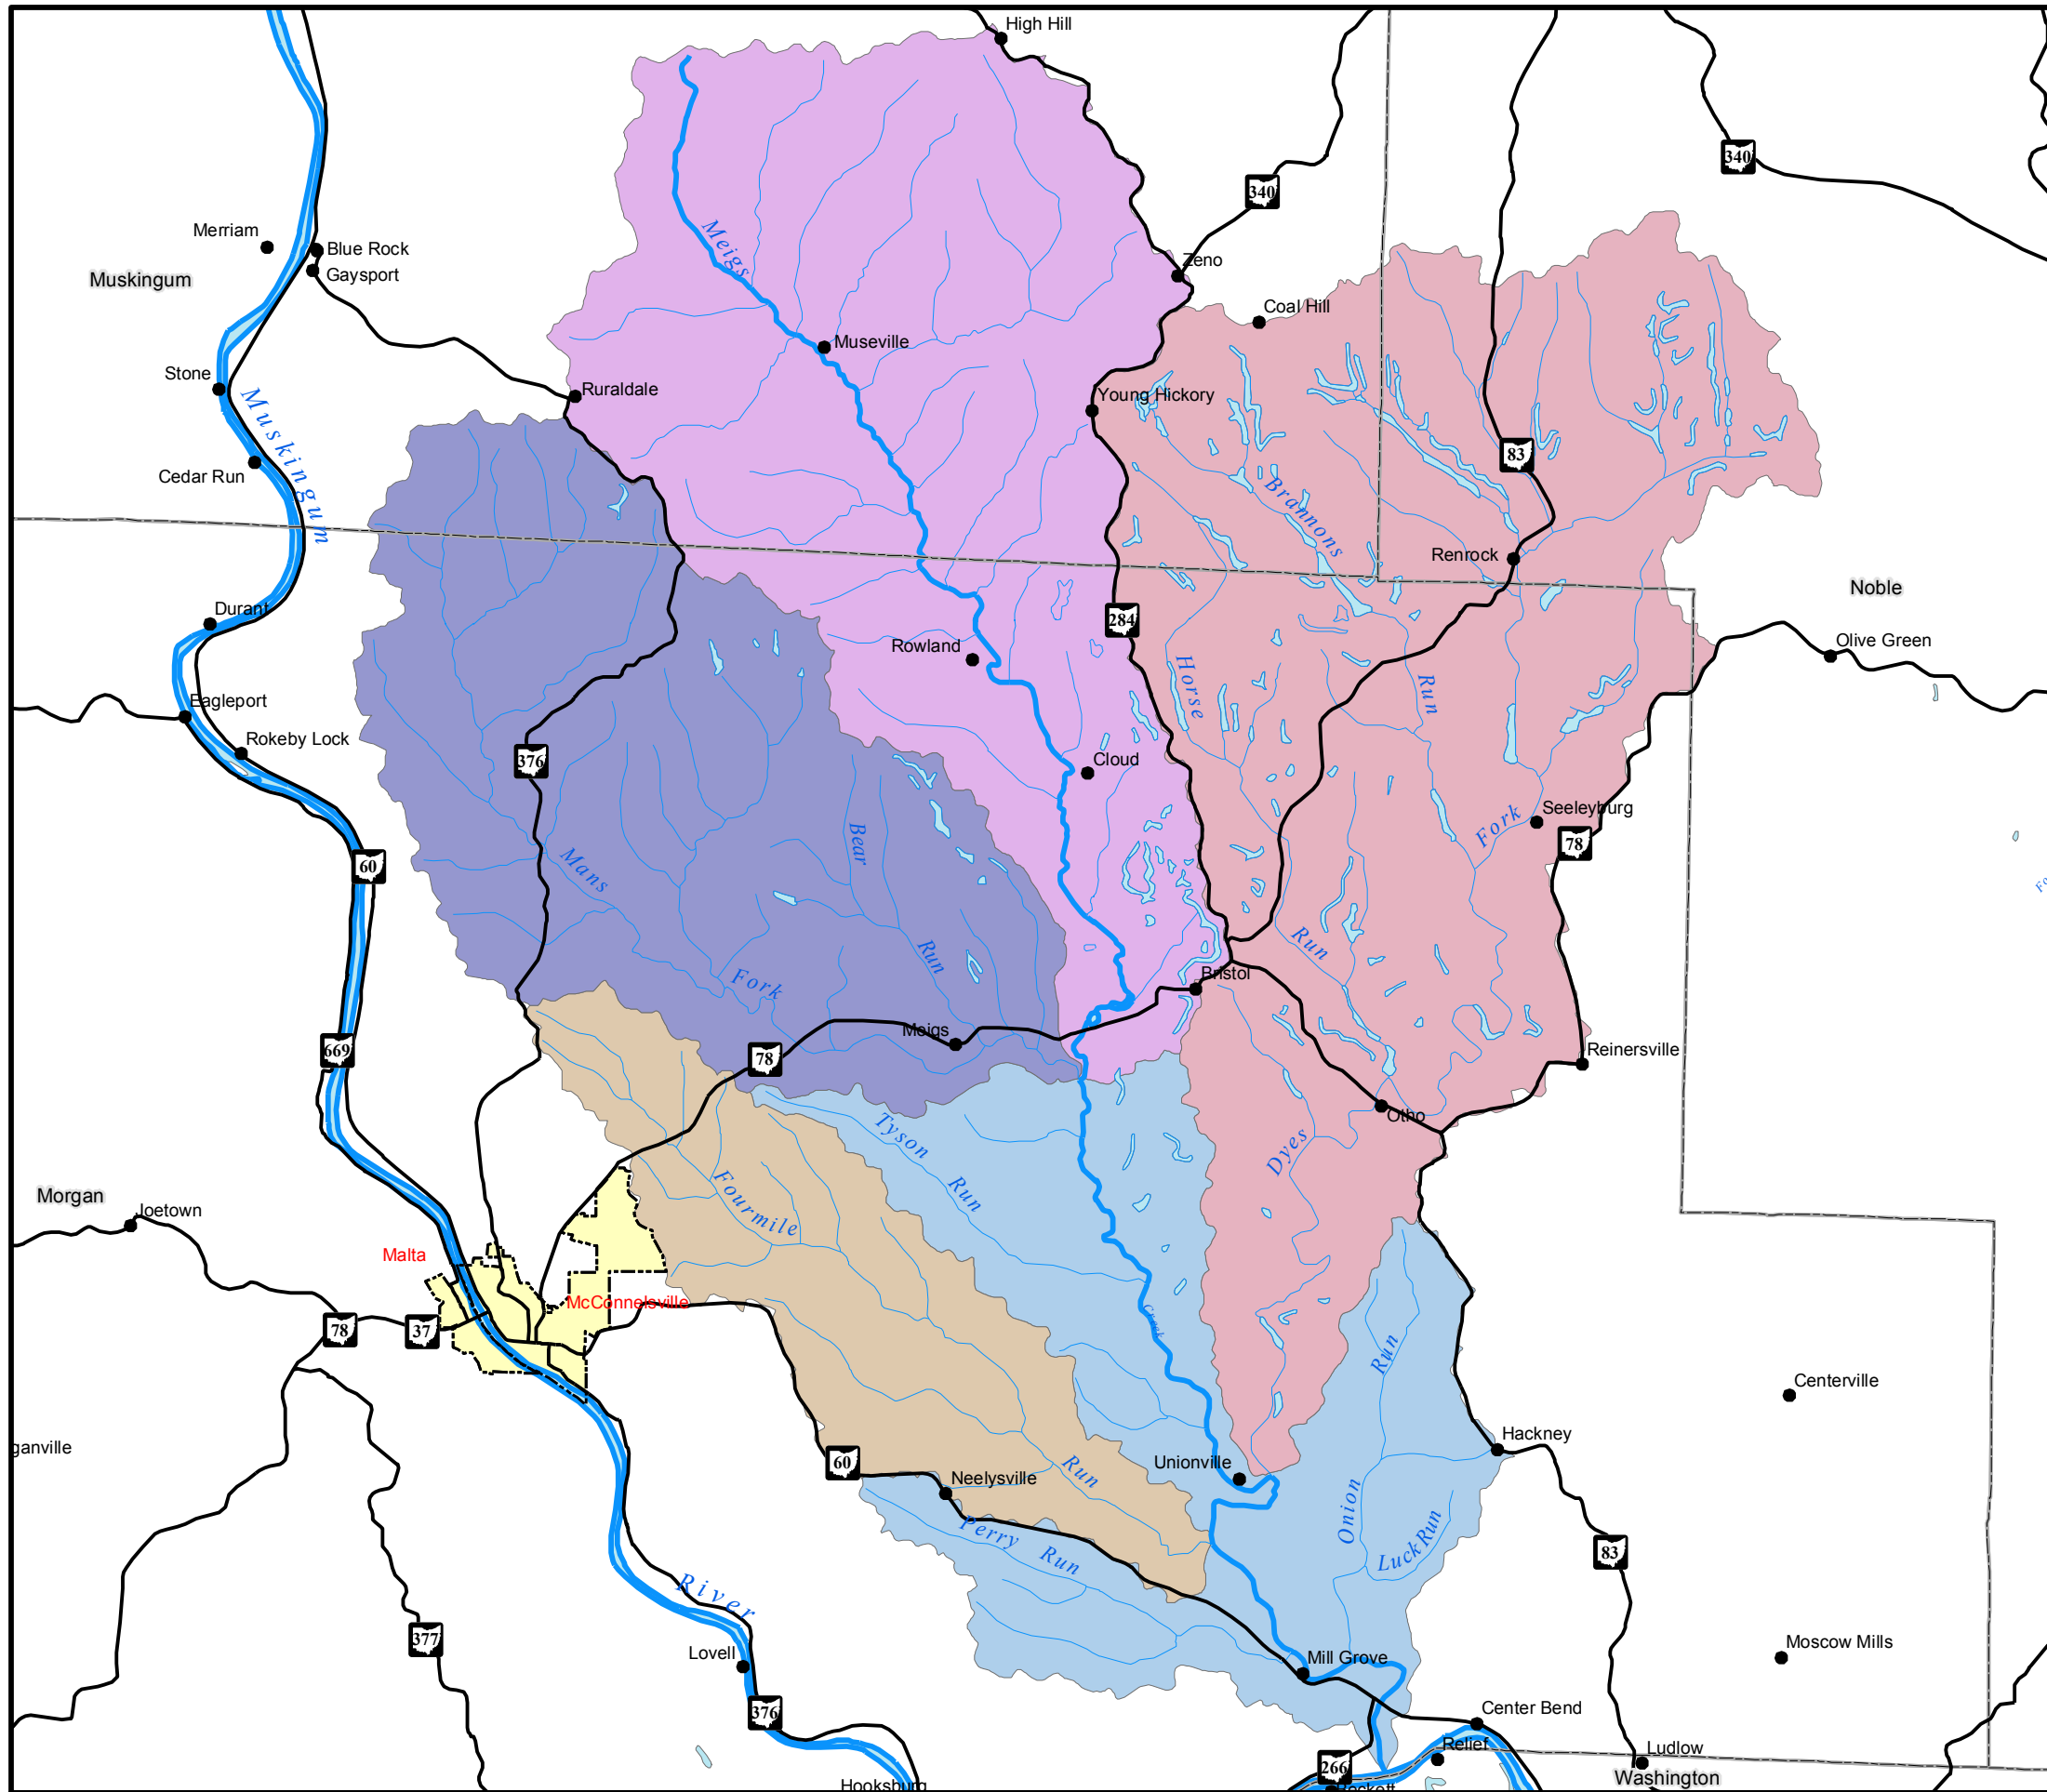 High Hill
340
340
Merriam
Blue Rock
Gaysport
Muskingum
Meigs
Zeno
Coal Hill
Museville
Stone
Ruraldale
Young Hickory
Muskingum
83
Cedar Run
Brannons
Renrock
Noble
Durant
284
Olive Green
Rowland
Horse
Run
Eagleport
Rokeby Lock
376
Cloud
Seeleyburg
Fork
78
Bear
60
Mans
Run
Run
Bristol
Fork
Meigs
78
669
Reinersville
Otho
Tyson
Dyes
Run
Morgan
Joetown
Fourmile
Malta
McConnelsville
Creek
78
37
Run
Centerville
Hackney
ganville
60
Unionville
Run
Neelysville
Onion
Perry Run
Luck Run
83
River
377
Moscow Mills
Lovell
Mill Grove
376
Center Bend
Relief
Ludlow
266
Washington
Hooksburg